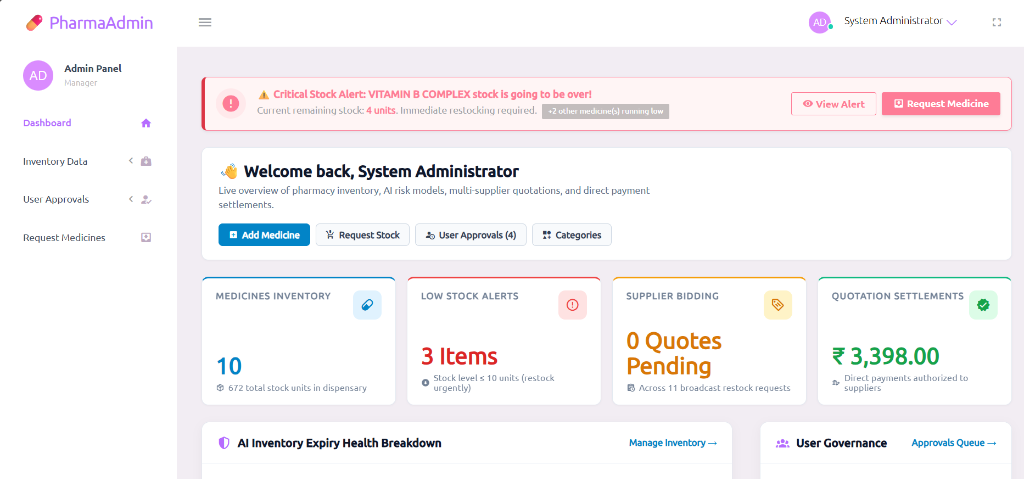 PharmaAdmin
AD
System Administrator
AD
Admin Panel
Manager
Dashboard
Inventory Data
User Approvals
Request Medicines
⚠ Critical Stock Alert: VITAMIN B COMPLEX stock is going to be over!
Current remaining stock: 4 units. Immediate restocking required. +2 other medicine(s) running low
View Alert
Request Medicine
👋 Welcome back, System Administrator
Live overview of pharmacy inventory, AI risk models, multi-supplier quotations, and direct payment
settlements.
Add Medicine
Request Stock
User Approvals (4)
Categories
MEDICINES INVENTORY
10
672 total stock units in dispensary
LOW STOCK ALERTS
3 Items
Stock level ≤ 10 units (restock
urgently)
SUPPLIER BIDDING
0 Quotes
Pending
Across 11 broadcast restock requests
QUOTATION SETTLEMENTS
₹ 3,398.00
Direct payments authorized to
suppliers
AI Inventory Expiry Health Breakdown
Manage Inventory →
User Governance
Approvals Queue →